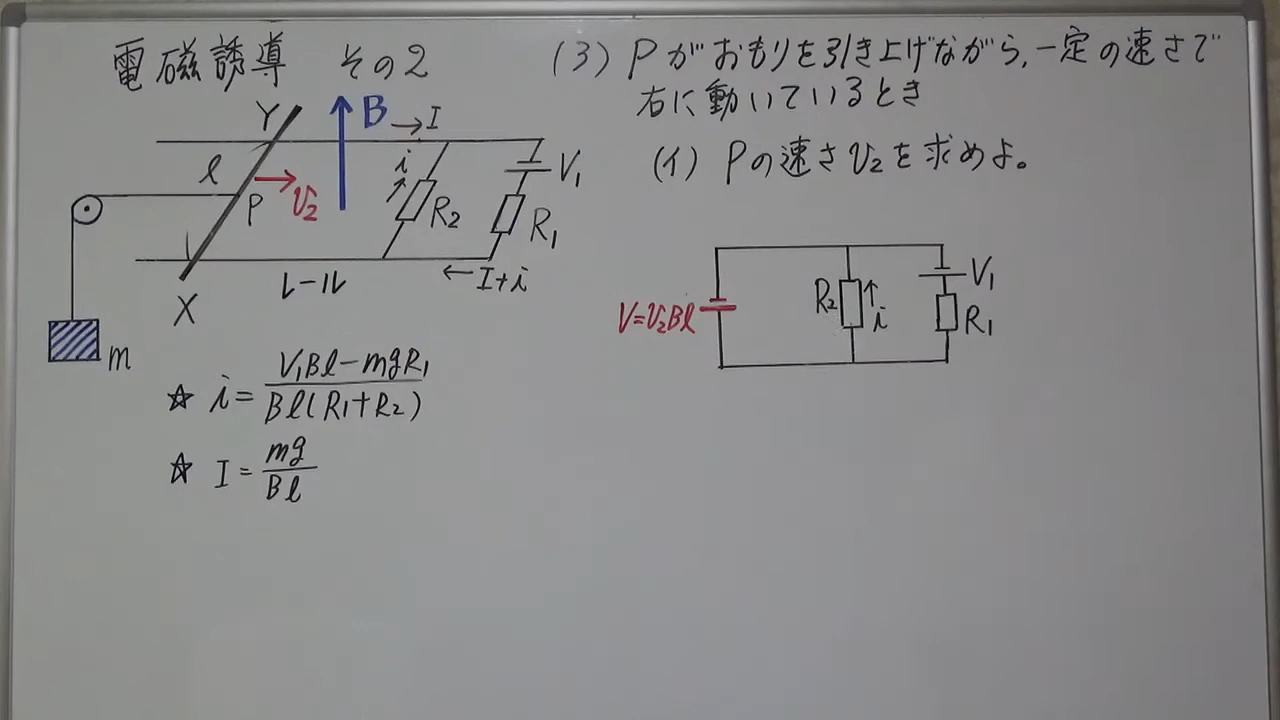 電磁誘導 その2
(3) Pがおもりを引き上げながら、一定の速さで
右に動いているとき
(イ) Pの速さv₂を求めよ。
Y
B
→I
l
P
v₂
i
R₂
V₁
R₁
レール
←I+i
X
m
☆ i = (V₁Bl−mgR₁)/(Bl(R₁+R₂))
☆ I = mg/Bl
V=v₂Bl
R₂
i
V₁
R₁